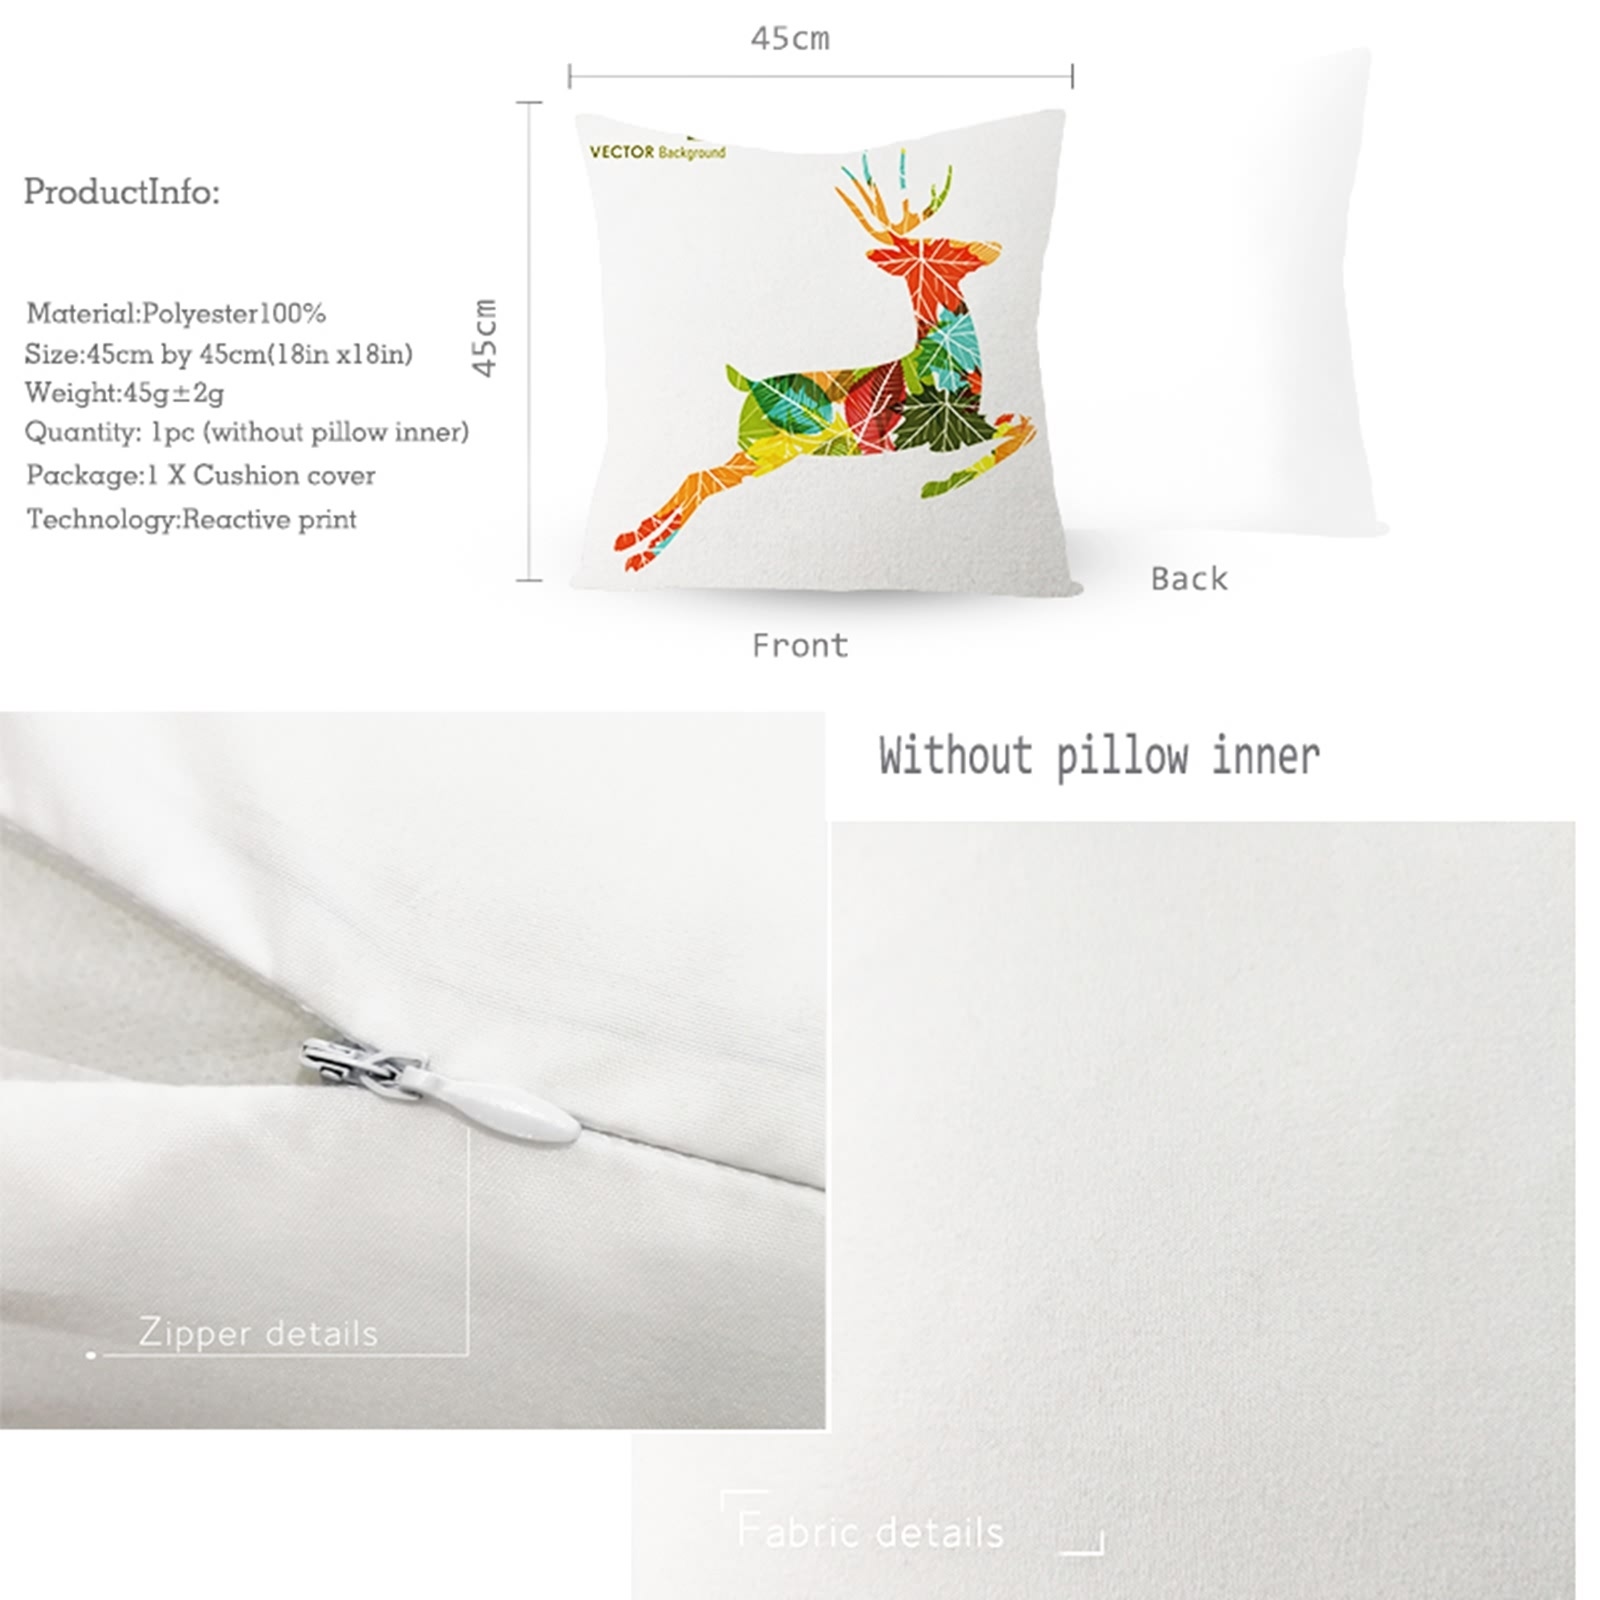 45cm
VECTOR Background
ProductInfo:
45cm
Material:Polyester100%
Size:45cm by 45cm(18in x18in)
Weight:45g±2g
Quantity: 1pc (without pillow inner)
Package:1 X Cushion cover
Technology:Reactive print
Back
Front
Without pillow inner
Zipper details
Fabric details